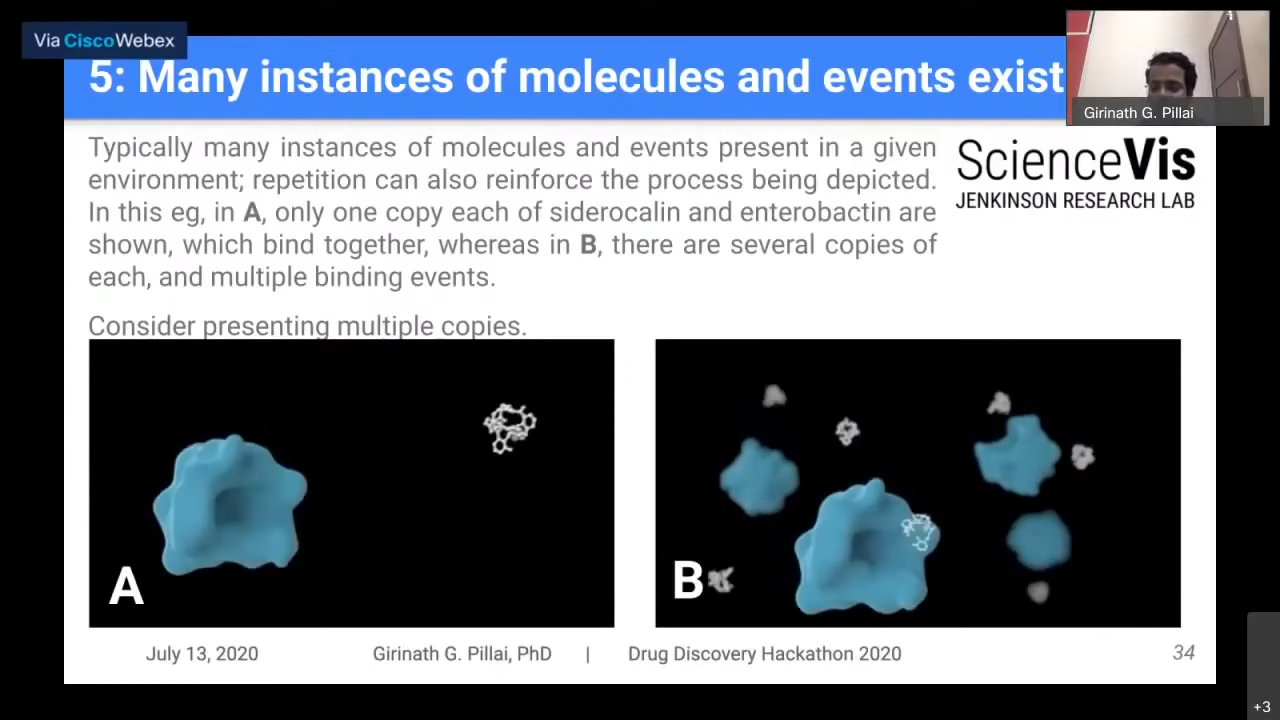 Via CiscoWebex
5: Many instances of molecules and events exist
Girinath G. Pillai
Typically many instances of molecules and events present in a given
environment; repetition can also reinforce the process being depicted.
In this eg, in A, only one copy each of siderocalin and enterobactin are
shown, which bind together, whereas in B, there are several copies of
each, and multiple binding events.
Consider presenting multiple copies.
ScienceVis
JENKINSON RESEARCH LAB
A
B
July 13, 2020
Girinath G. Pillai, PhD | Drug Discovery Hackathon 2020
34
+3